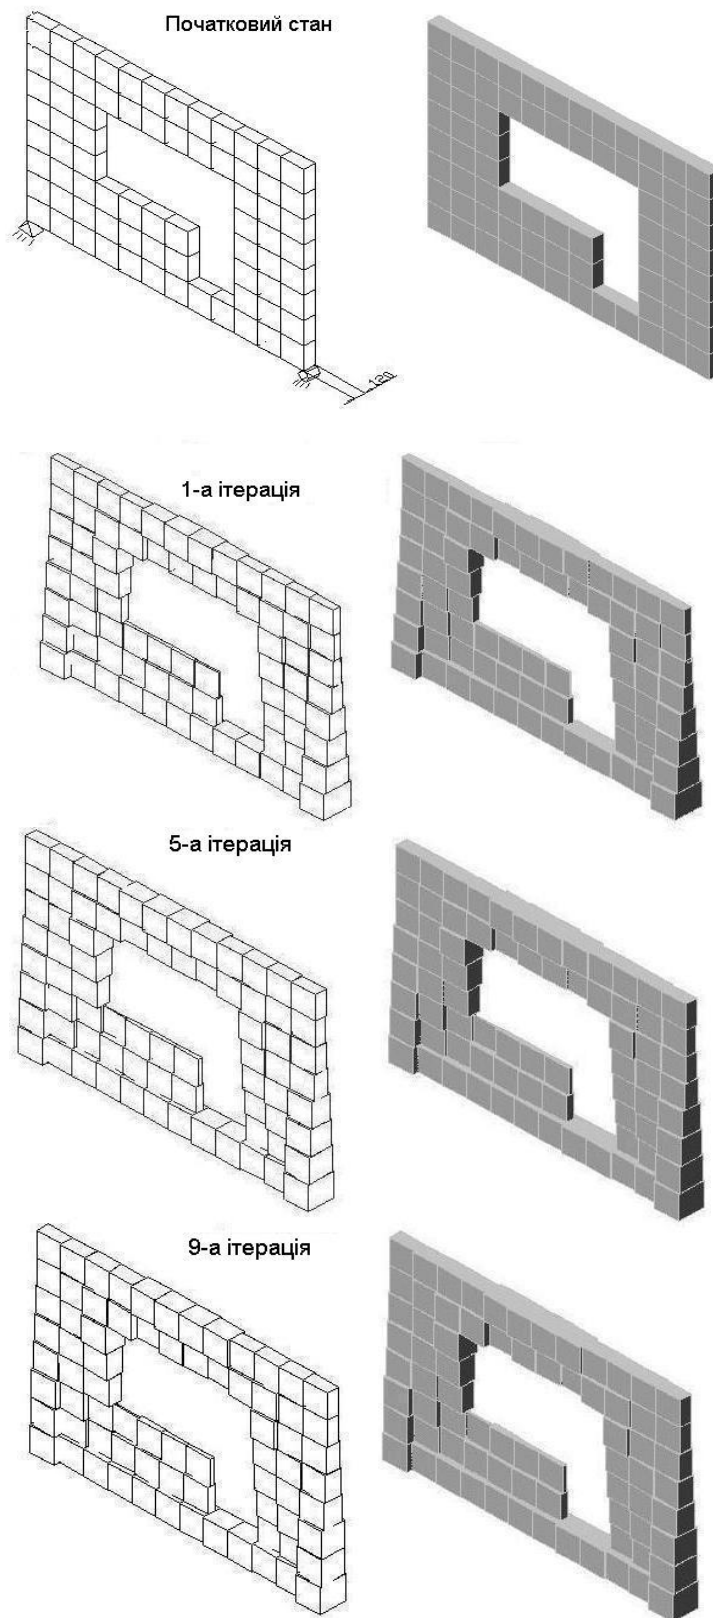 Початковий стан
120
1-а ітерація
5-а ітерація
9-а ітерація